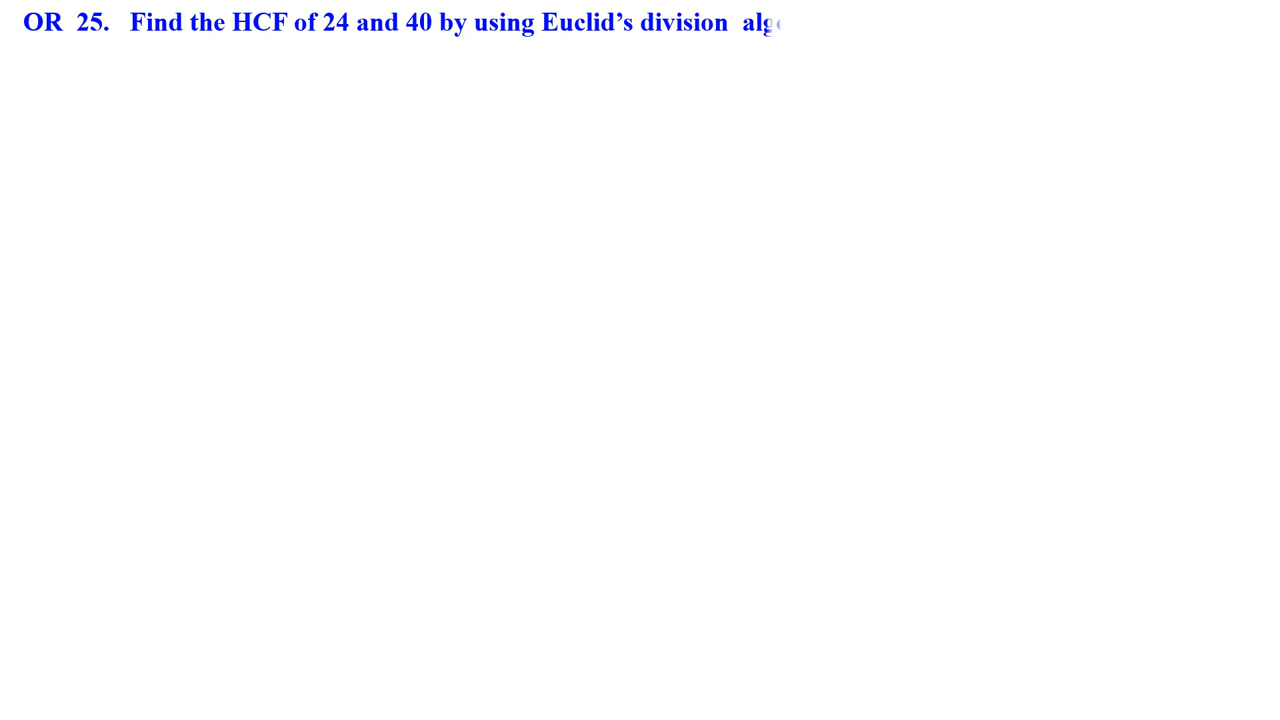 OR 25. Find the HCF of 24 and 40 by using Euclid’s division